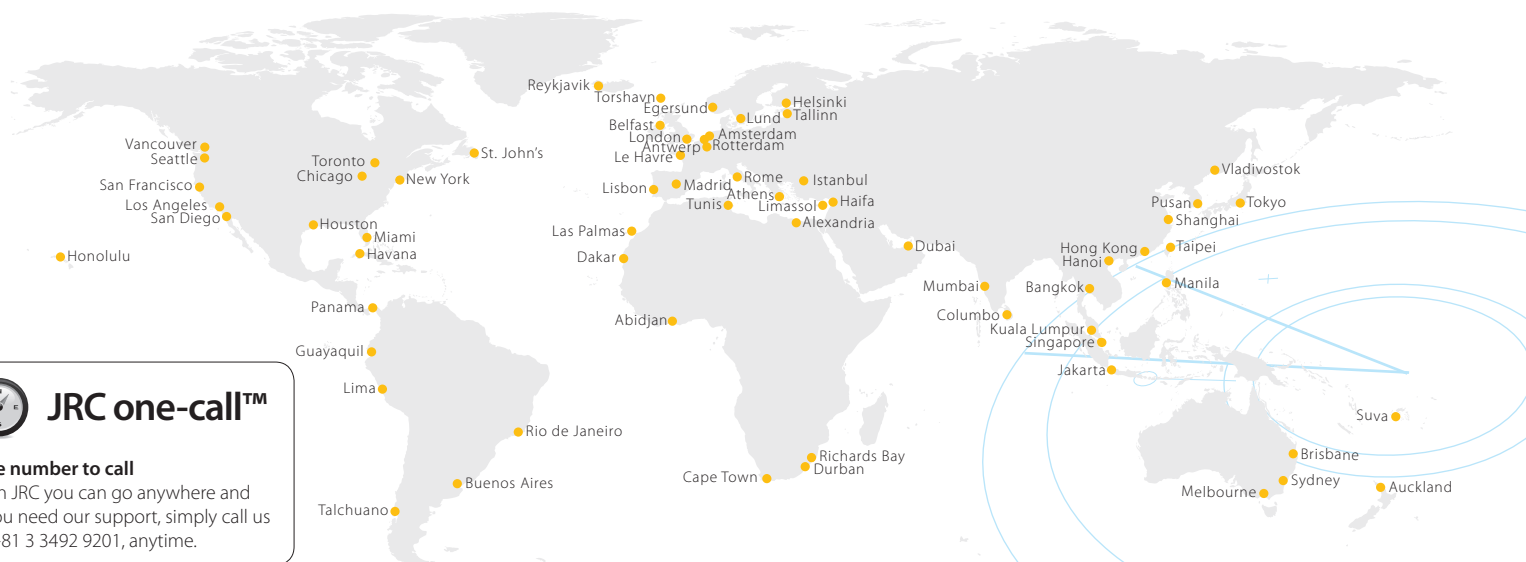 Reykjavik
Torshavn
Egersund
Helsinki
Tallinn
Lund
Belfast
London
Amsterdam
Antwerp
Rotterdam
Le Havre
Vancouver
Seattle
Toronto
Chicago
St. John's
New York
San Francisco
Los Angeles
San Diego
Houston
Miami
Havana
Honolulu
Lisbon
Madrid
Rome
Istanbul
Athens
Tunis
Limassol
Haifa
Alexandria
Las Palmas
Dakar
Dubai
Vladivostok
Pusan
Tokyo
Shanghai
Hong Kong
Taipei
Hanoi
Mumbai
Bangkok
Manila
Columbo
Kuala Lumpur
Singapore
Jakarta
Panama
Abidjan
Guayaquil
Lima
Rio de Janeiro
Buenos Aires
Talchuano
Cape Town
Richards Bay
Durban
Suva
Brisbane
Sydney
Melbourne
Auckland
JRC one-call™
number to call
JRC you can go anywhere and
need our support, simply call us
81 3 3492 9201, anytime.